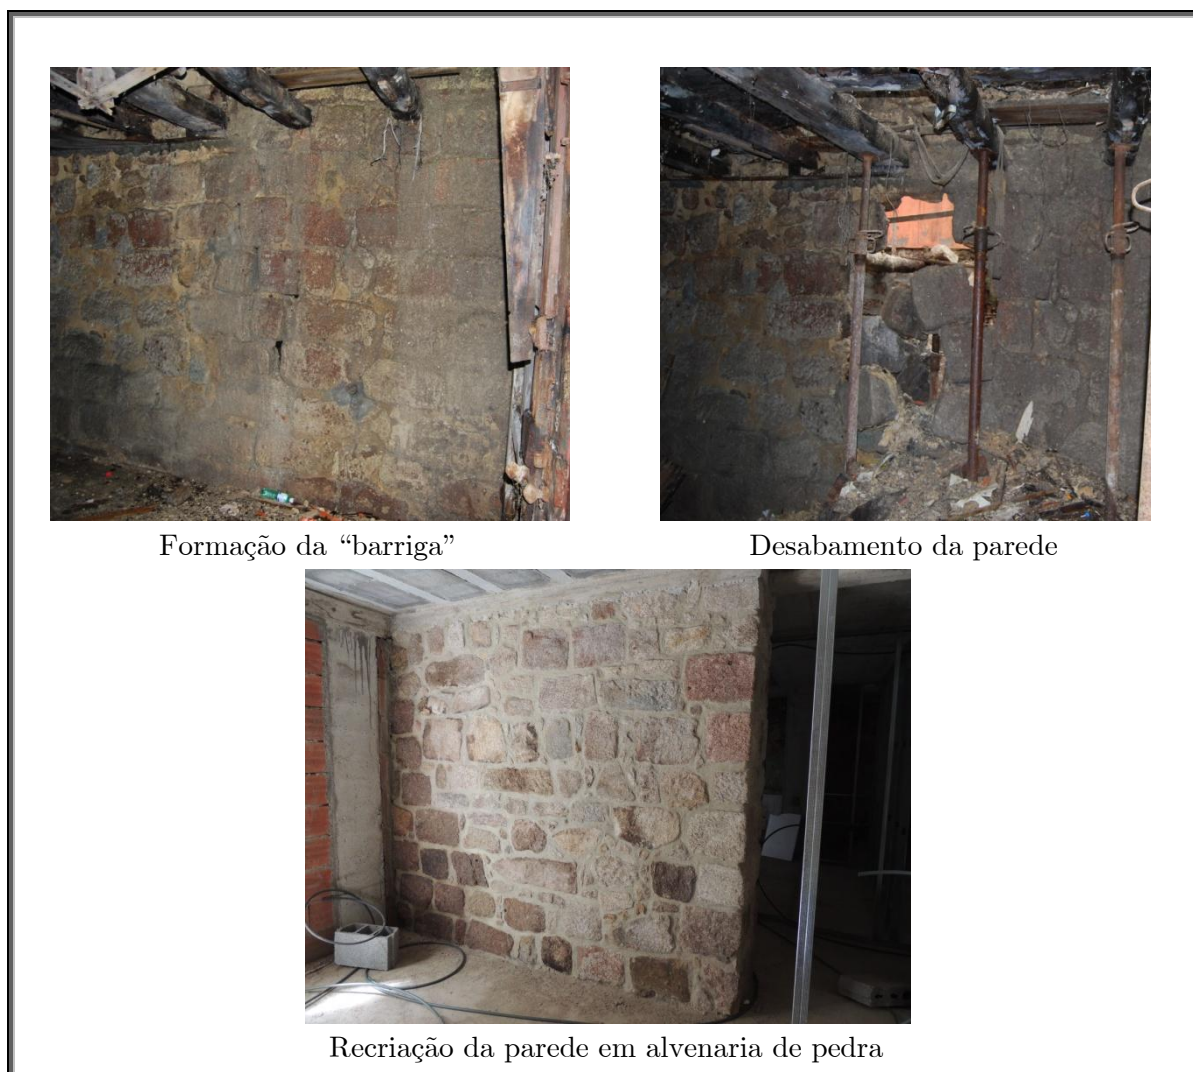 Formação da “barriga”
Desabamento da parede
Recriação da parede em alvenaria de pedra